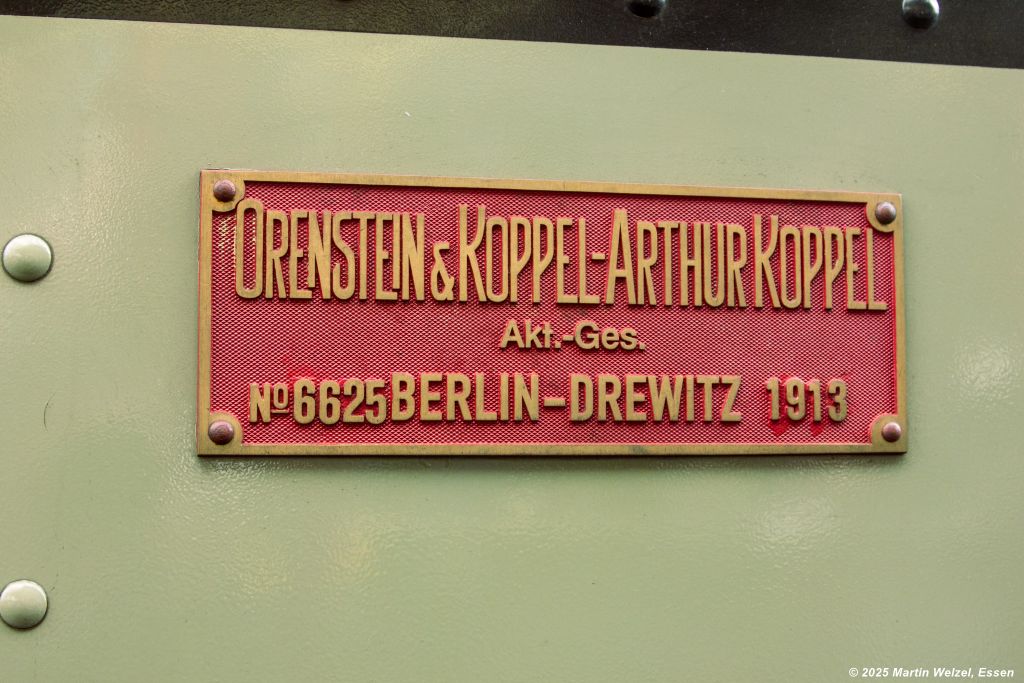 ORENSTEIN & KOPPEL-ARTHUR KOPPEL
Akt.-Ges.
Nº 6625 BERLIN-DREWITZ 1913
© 2025 Martin Welzel, Essen